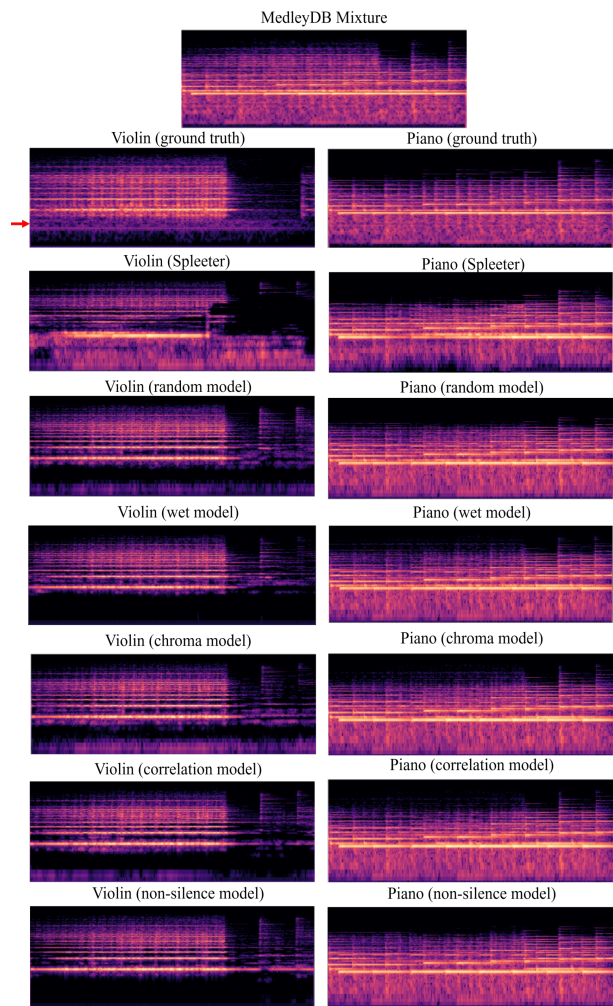 MedleyDB Mixture
Violin (ground truth)
Piano (ground truth)
Violin (Spleeter)
Piano (Spleeter)
Violin (random model)
Piano (random model)
Violin (wet model)
Piano (wet model)
Violin (chroma model)
Piano (chroma model)
Violin (correlation model)
Piano (correlation model)
Violin (non-silence model)
Piano (non-silence model)